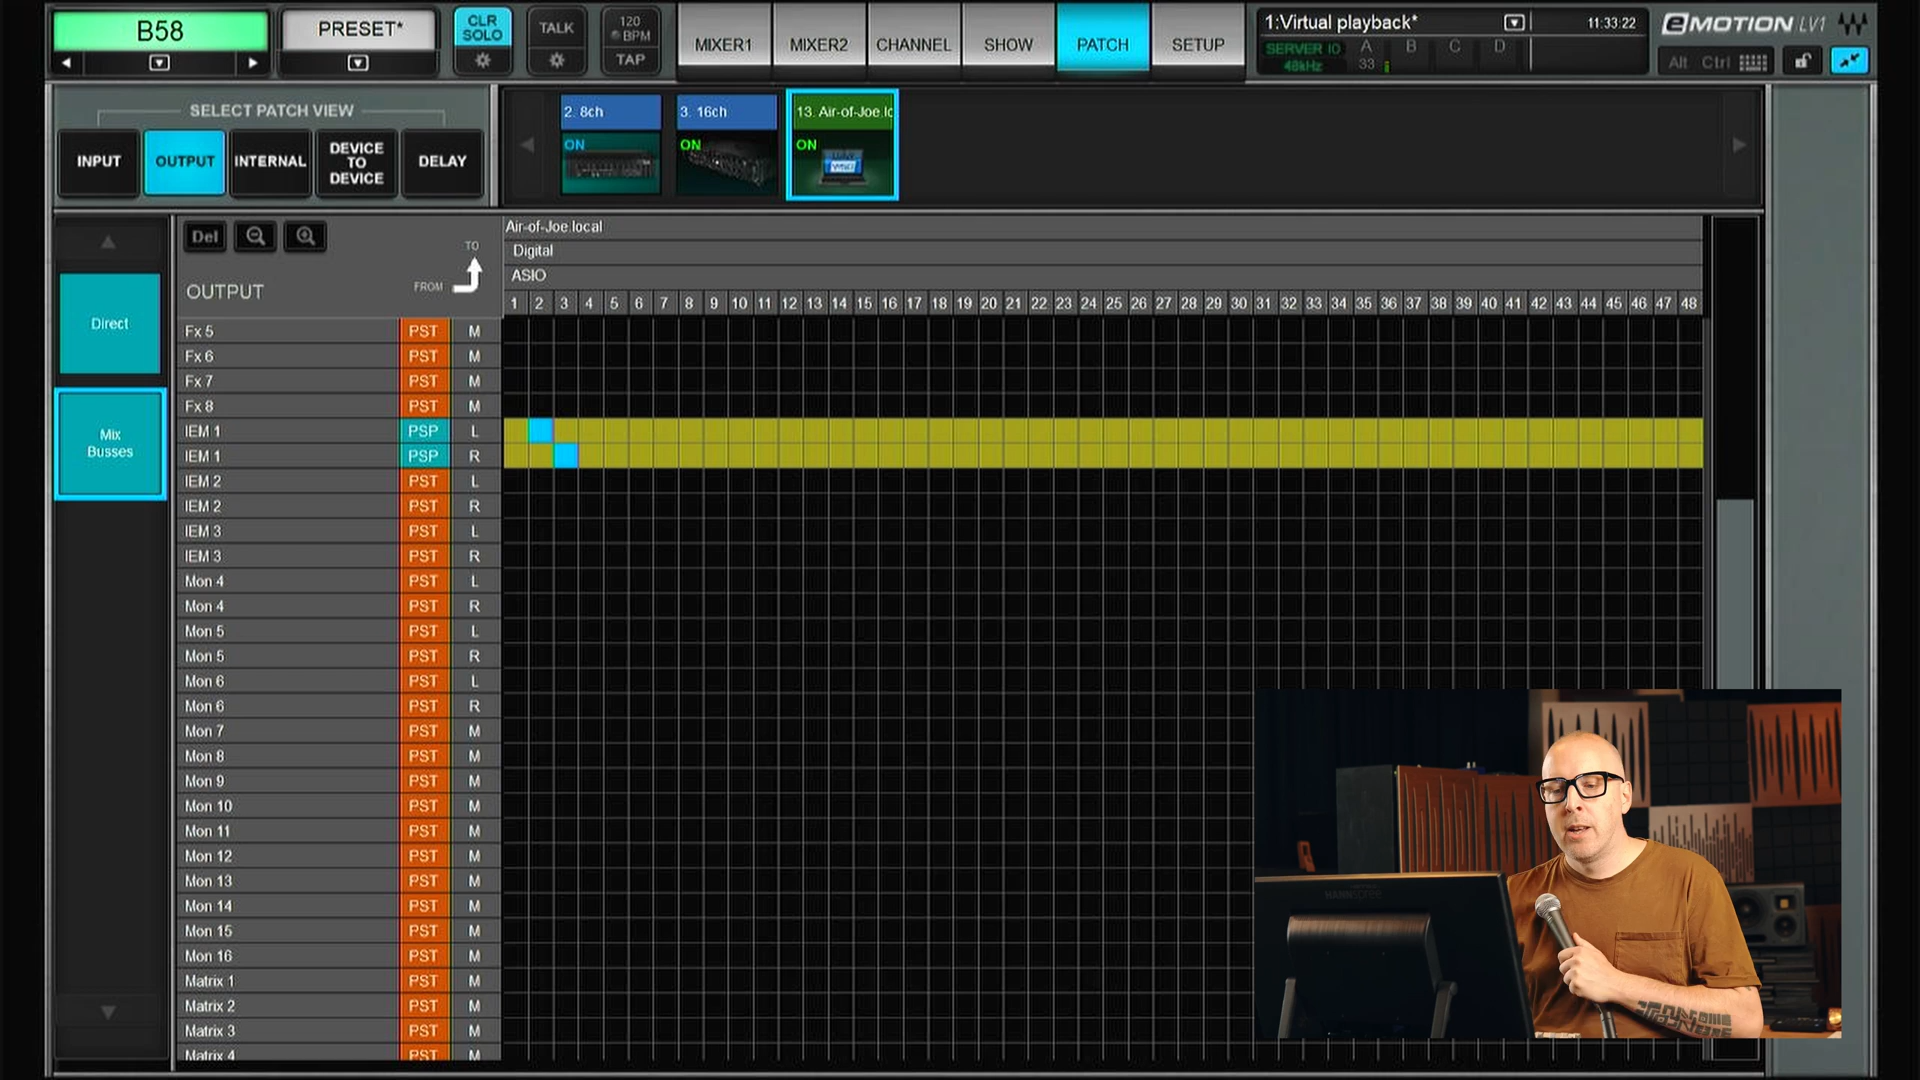 B58
PRESET*
CLR
SOLO
TALK
120
BPM
TAP
MIXER1
MIXER2
CHANNEL
SHOW
PATCH
SETUP
1:Virtual playback*
11:33:22
SERVER IO
48kHz
A
33
B
C
D
eMOTION LV1
Alt
Ctrl
SELECT PATCH VIEW
INPUT
OUTPUT
INTERNAL
DEVICE
TO
DEVICE
DELAY
2. 8ch
ON
3. 16ch
ON
13. Air-of-Joe.lc
ON
Direct
Mix
Busses
Del
OUTPUT
FROM
TO
Air-of-Joe.local
Digital
ASIO
1 2 3 4 5 6 7 8 9 10 11 12 13 14 15 16 17 18 19 20 21 22 23 24 25 26 27 28 29 30 31 32 33 34 35 36 37 38 39 40 41 42 43 44 45 46 47 48
Fx 5 PST M
Fx 6 PST M
Fx 7 PST M
Fx 8 PST M
IEM 1 PSP L
IEM 1 PSP R
IEM 2 PST L
IEM 2 PST R
IEM 3 PST L
IEM 3 PST R
Mon 4 PST L
Mon 4 PST R
Mon 5 PST L
Mon 5 PST R
Mon 6 PST L
Mon 6 PST R
Mon 7 PST M
Mon 8 PST M
Mon 9 PST M
Mon 10 PST M
Mon 11 PST M
Mon 12 PST M
Mon 13 PST M
Mon 14 PST M
Mon 15 PST M
Mon 16 PST M
Matrix 1 PST M
Matrix 2 PST M
Matrix 3 PST M
Matrix 4 PST M